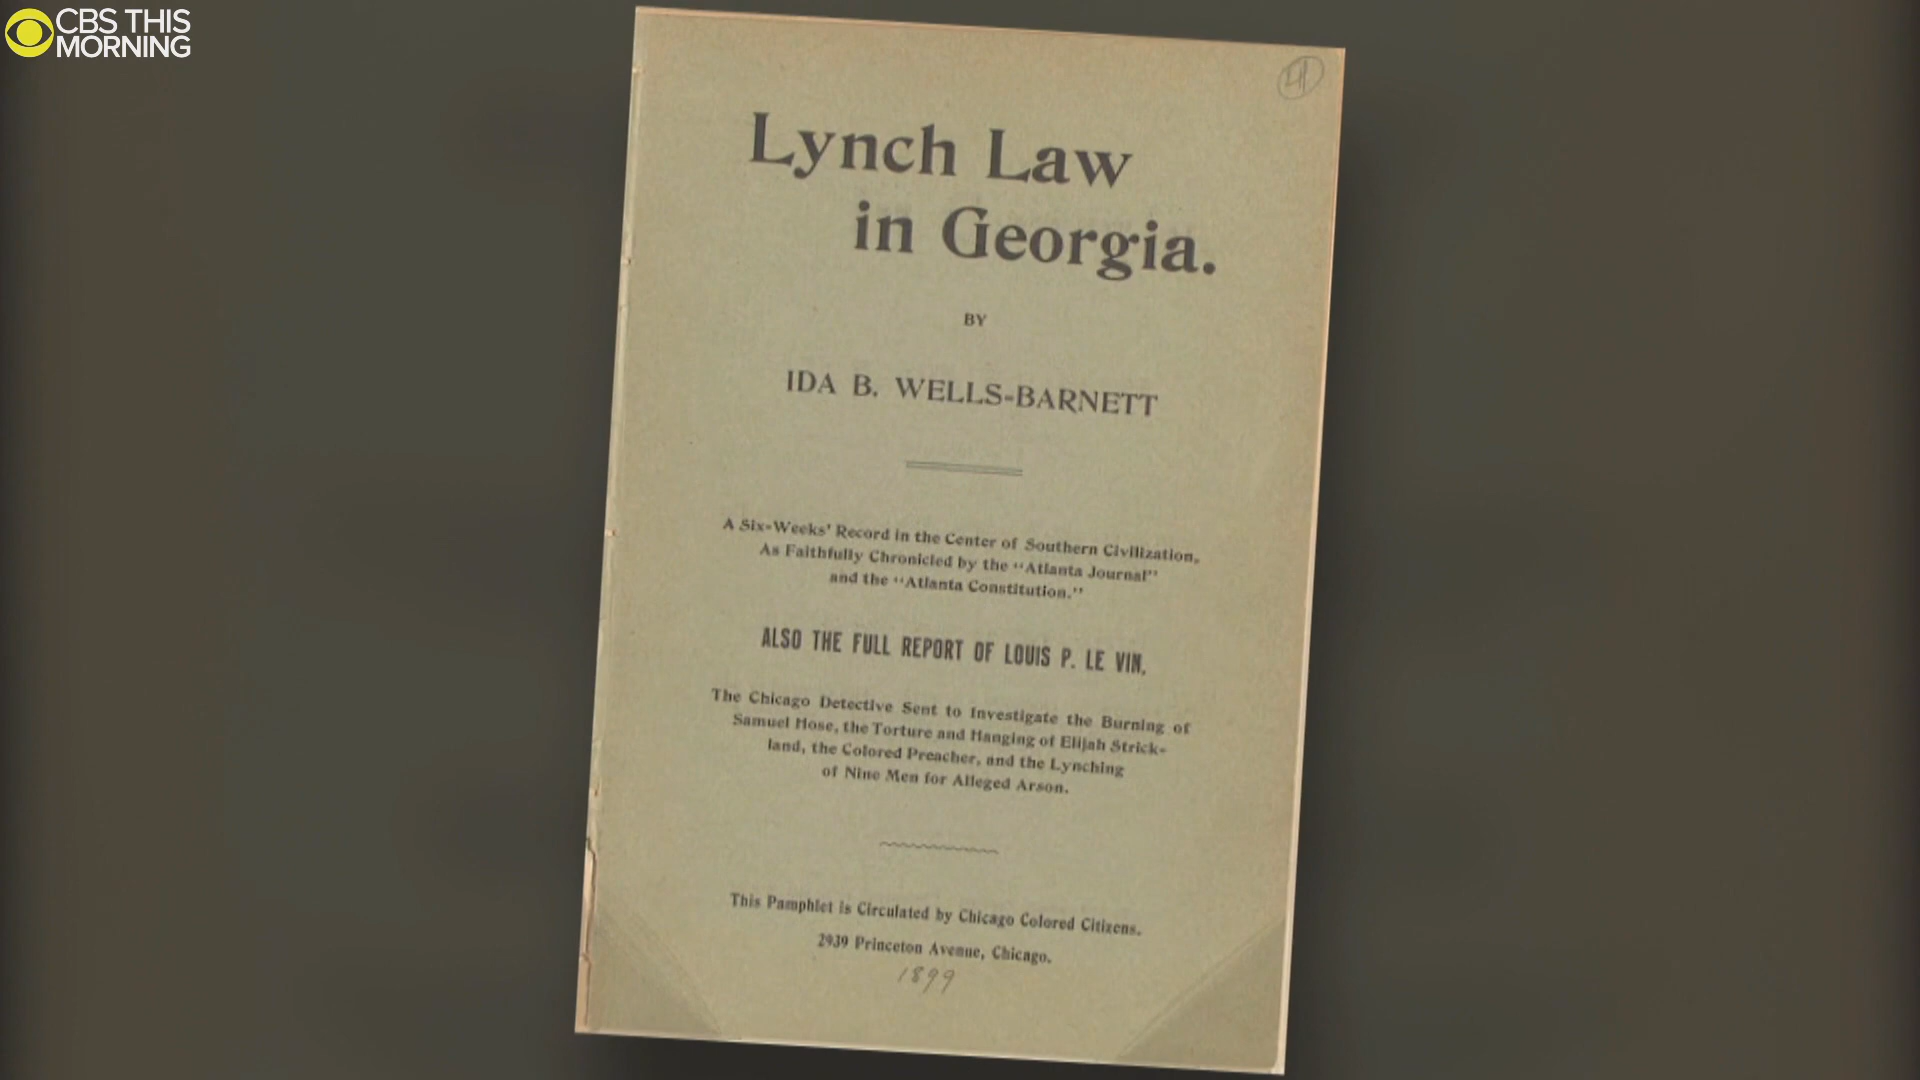 CBS THIS
MORNING
Lynch Law
in Georgia.
BY
IDA B. WELLS-BARNETT
A Six-Weeks' Record in the Center of Southern Civilization,
As Faithfully Chronicled by the "Atlanta Journal"
and the "Atlanta Constitution."
ALSO THE FULL REPORT OF LOUIS P. LE VIN,
The Chicago Detective Sent to Investigate the Burning of
Samuel Hose, the Torture and Hanging of Elijah Strick-
land, the Colored Preacher, and the Lynching
of Nine Men for Alleged Arson.
This Pamphlet is Circulated by Chicago Colored Citizens.
2939 Princeton Avenue, Chicago.
1899